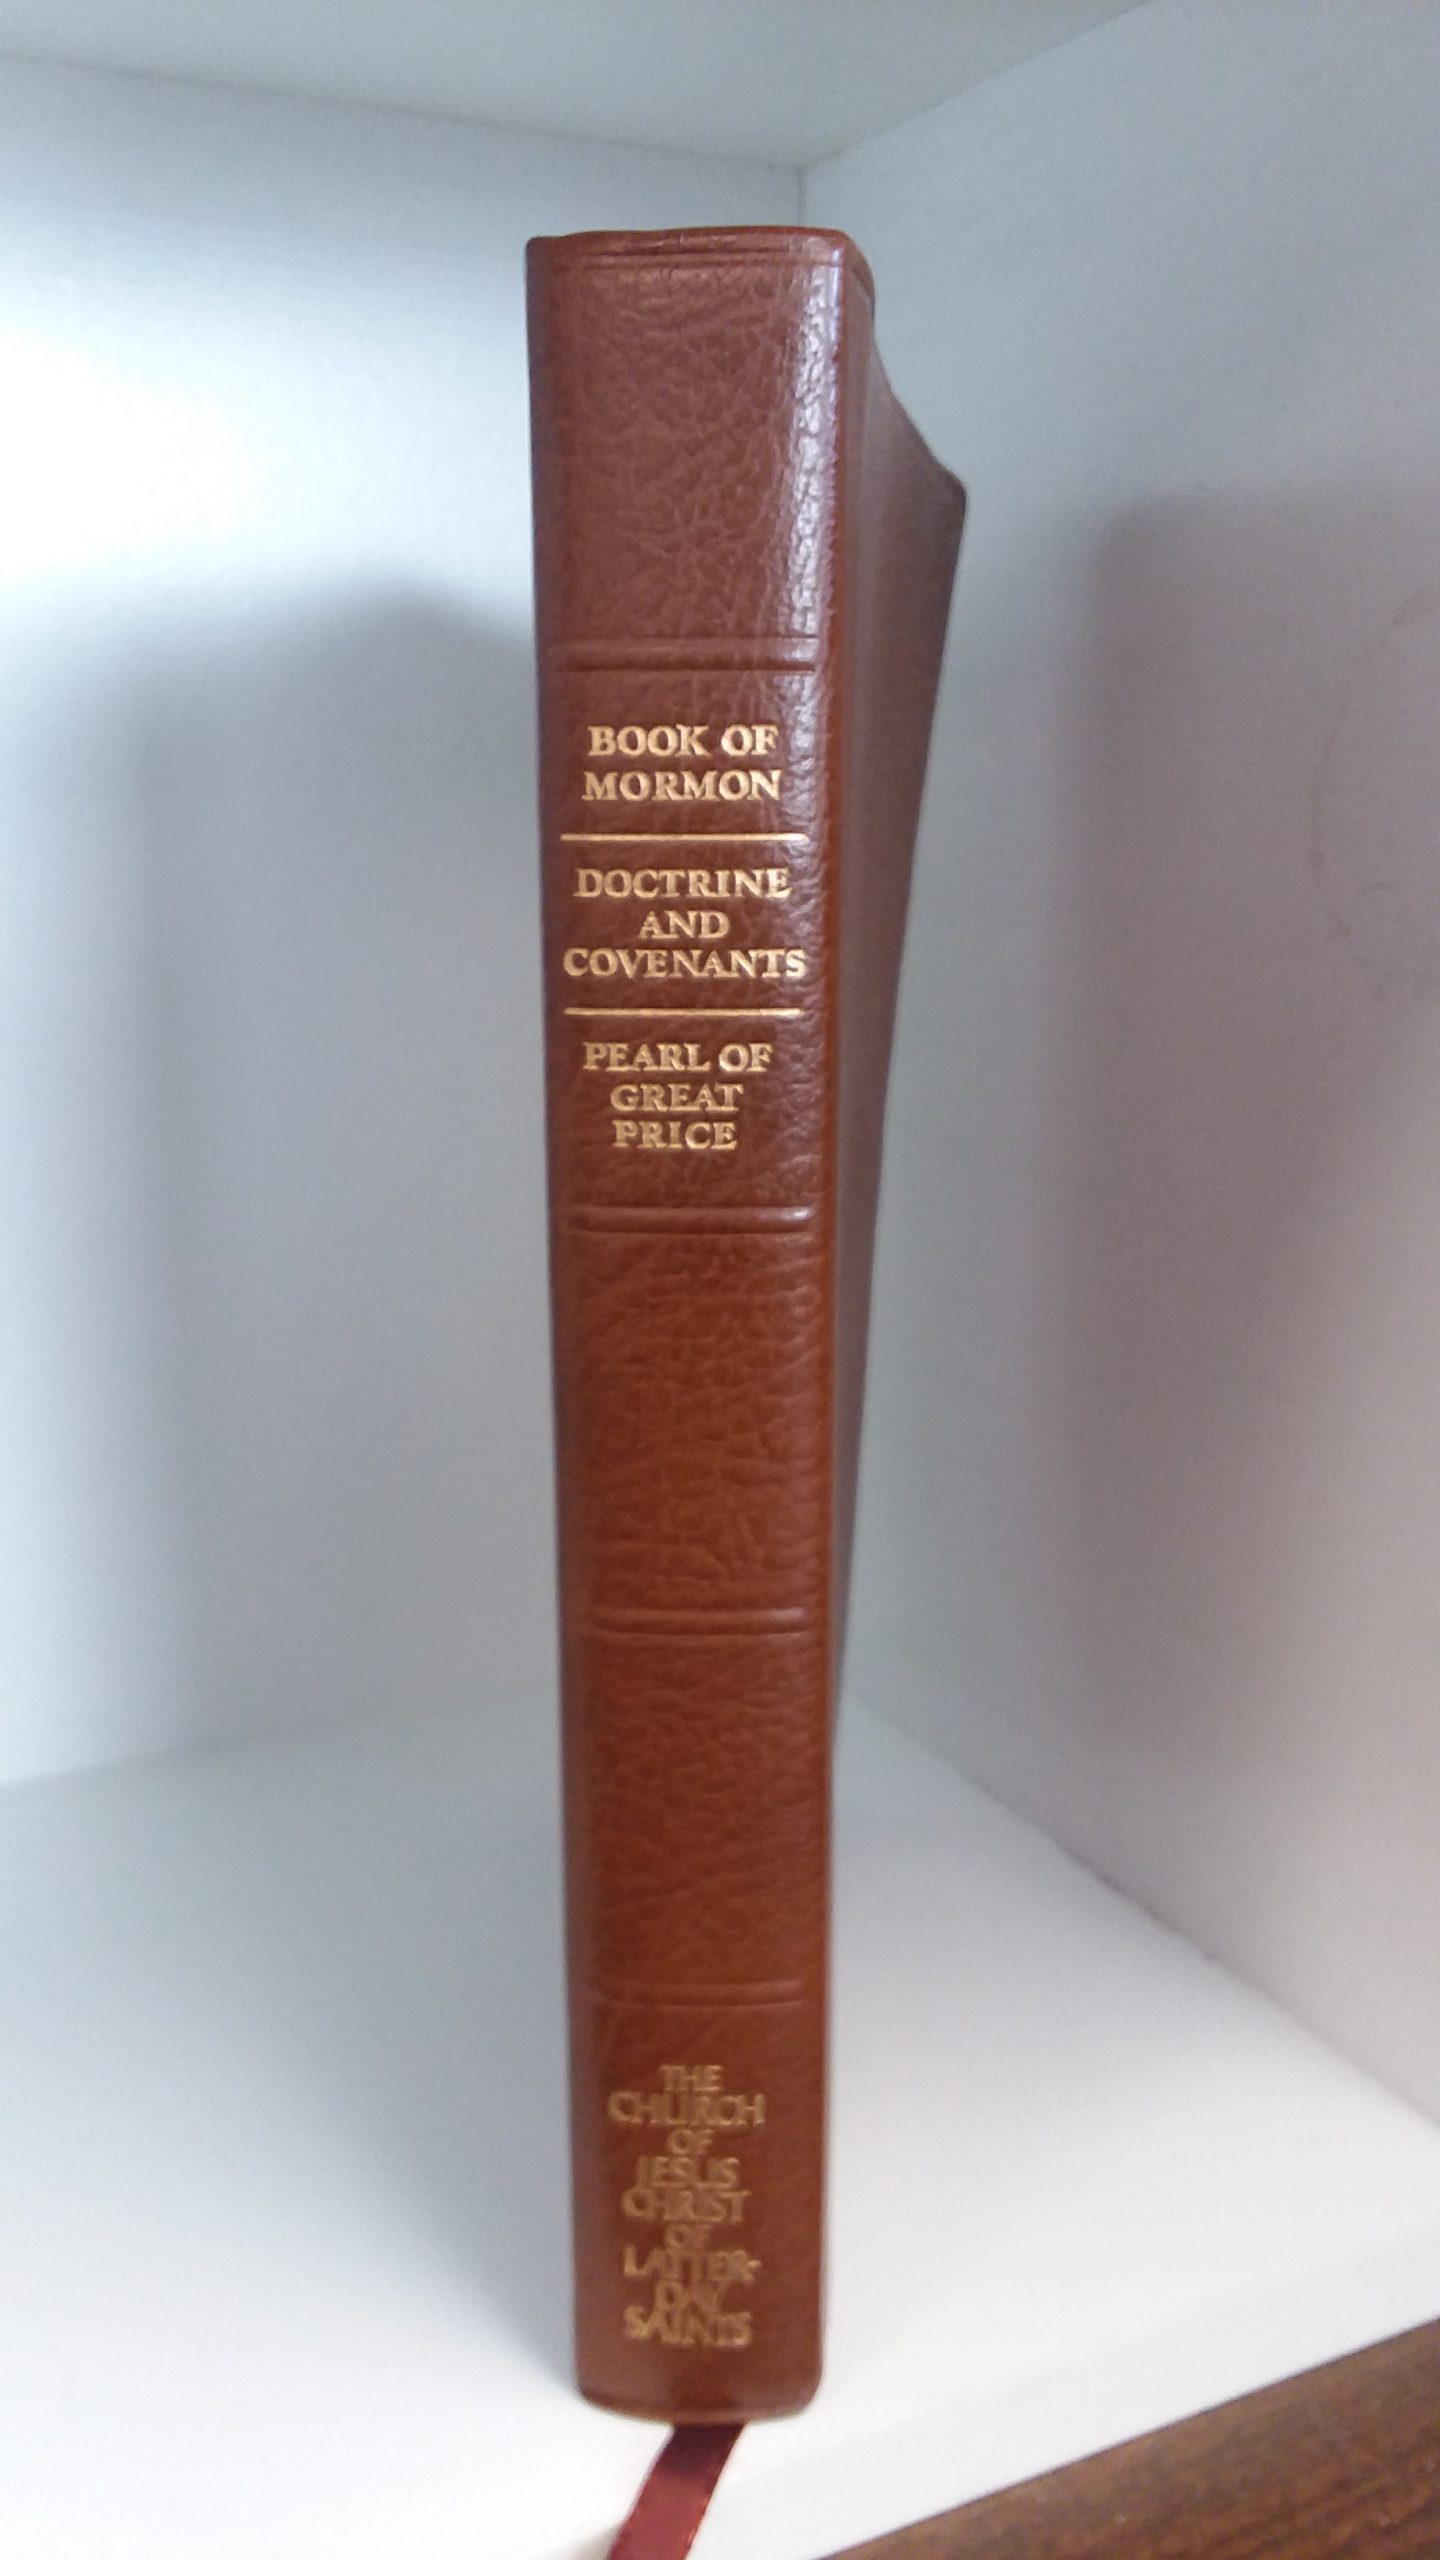 BOOK OF
MORMON
DOCTRINE
AND
COVENANTS
PEARL OF
GREAT
PRICE
THE
CHURCH
OF
JESUS
CHRIST
OF
LATTER-
DAY
SAINTS